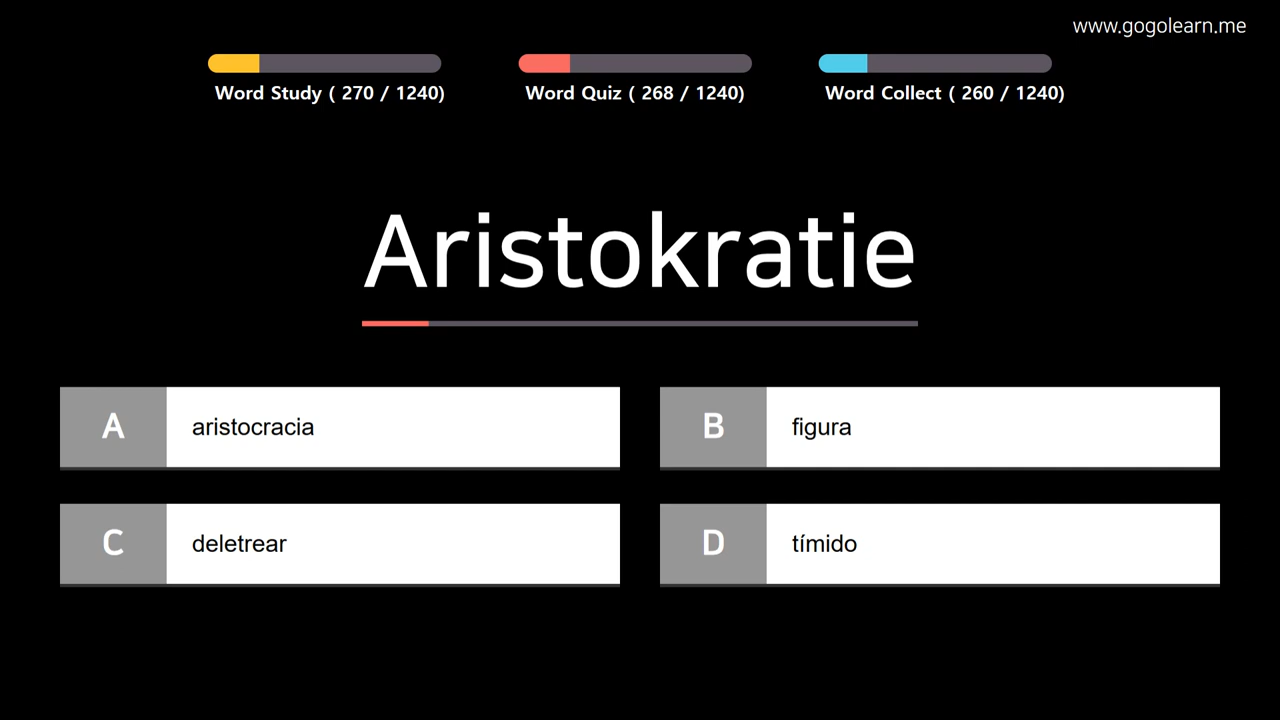 www.gogolearn.me
Word Study ( 270 / 1240)
Word Quiz ( 268 / 1240)
Word Collect ( 260 / 1240)
Aristokratie
A
aristocracia
B
figura
C
deletrear
D
tímido